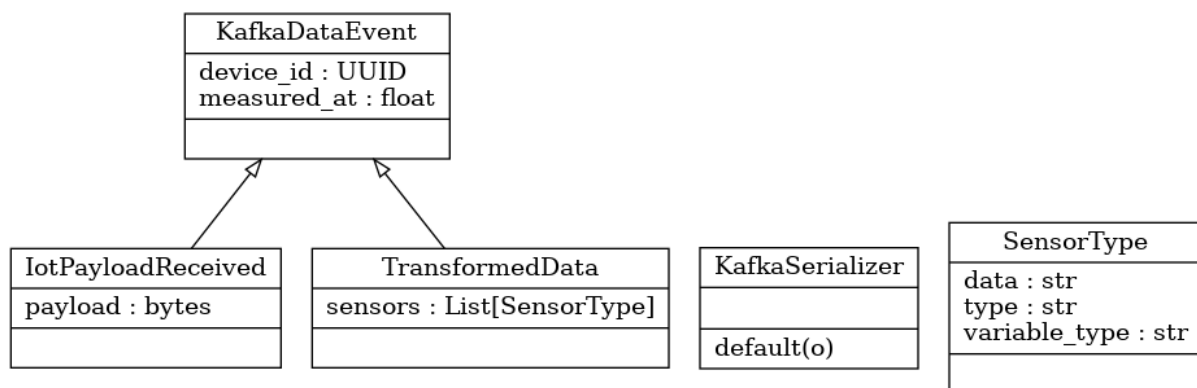 KafkaDataEvent
device_id : UUID
measured_at : float
IotPayloadReceived
payload : bytes
TransformedData
sensors : List[SensorType]
KafkaSerializer
default(o)
SensorType
data : str
type : str
variable_type : str